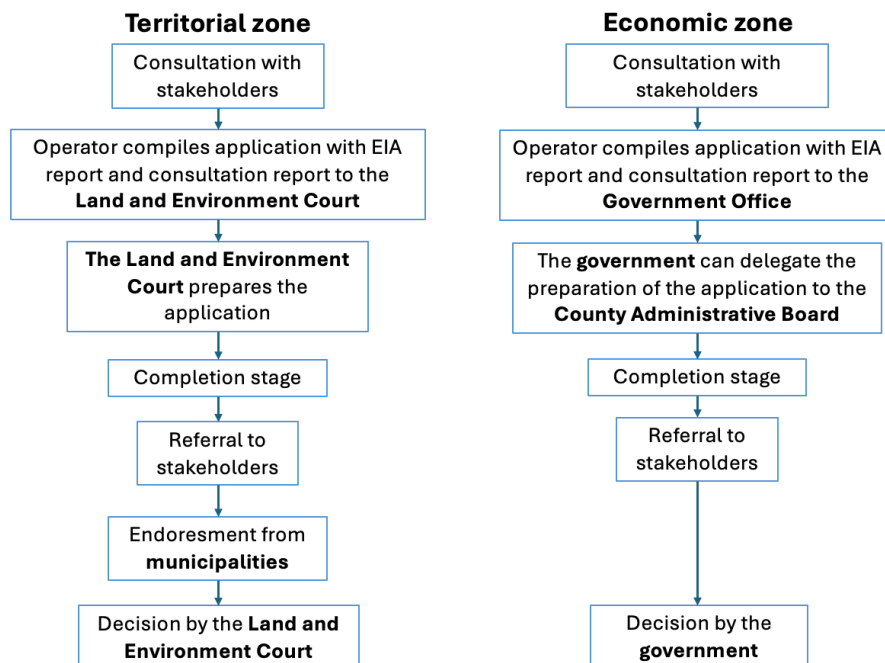 Territorial zone
Consultation with
stakeholders
Operator compiles application with EIA
report and consultation report to the
Land and Environment Court
The Land and Environment
Court prepares the
application
Completion stage
Referral to
stakeholders
Endoresment from
municipalities
Decision by the Land and
Environment Court
Economic zone
Consultation with
stakeholders
Operator compiles application with EIA
report and consultation report to the
Government Office
The government can delegate the
preparation of the application to the
County Administrative Board
Completion stage
Referral to
stakeholders
Decision by the
government